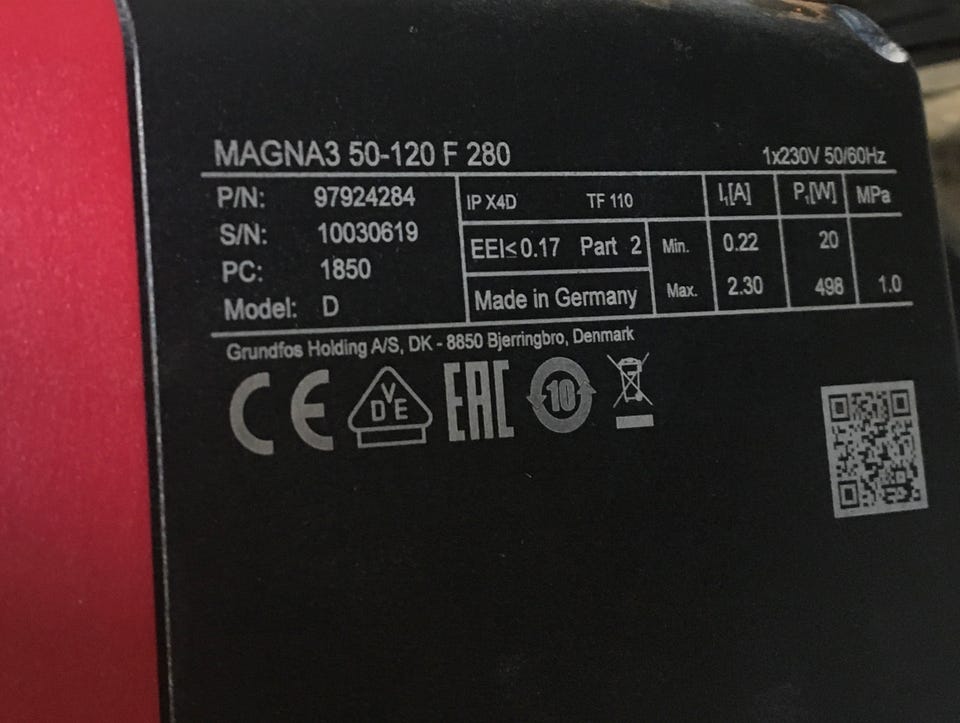 MAGNA3 50-120 F 280
1x230V 50/60Hz
P/N: 97924284
S/N: 10030619
PC: 1850
Model: D
IP X4D TF 110
EEI≤0.17 Part 2
Made in Germany
I₁[A] P₁[W] MPa
Min. 0.22 20
Max. 2.30 498 1.0
Grundfos Holding A/S, DK - 8850 Bjerringbro, Denmark
CE DVE EAC 10